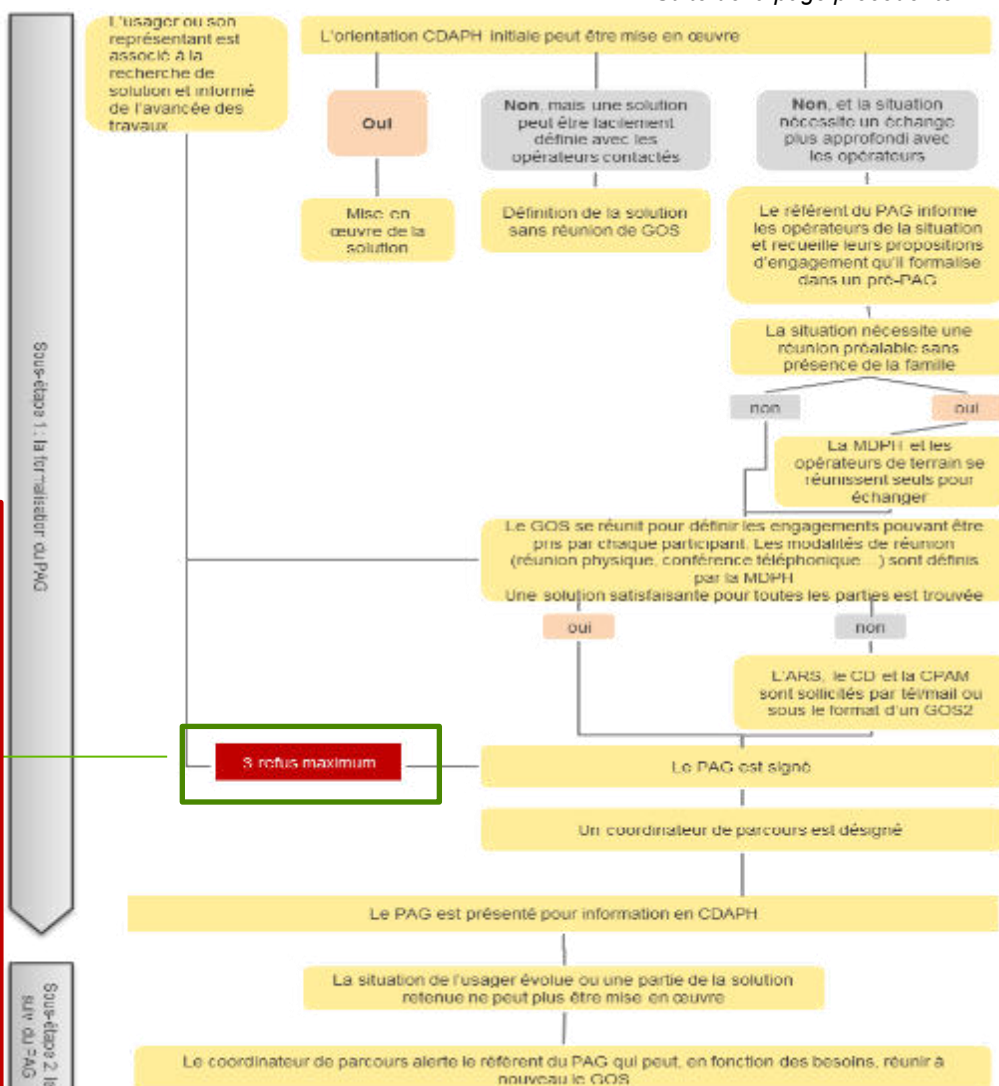 L'usager ou son
représentant est
associé à la
recherche de
solution et informé
de l'avancée des
travaux
L'orientation CDAPH initiale peut être mise en œuvre
Oui
Non, mais une solution
peut être facilement
définie avec les
opérateurs contactés
Non, et la situation
nécessite un échange
plus approfondi avec
les opérateurs
Mise en
œuvre de la
solution
Définition de la solution
sans réunion de GOS
Le référent du PAG informe
les opérateurs de la situation
et recueille leurs propositions
d'engagement qu'il formalise
dans un pré-PAG
La situation nécessite une
réunion préalable sans
présence de la famille
non
oui
La MDPH et les
opérateurs de terrain se
réunissent seuls pour
échanger
Le GOS se réunit pour définir les engagements pouvant être
pris par chaque participant. Les modalités de réunion
(réunion physique, conférence téléphonique...) sont définis
par la MDPH
Une solution satisfaisante pour toutes les parties est trouvée
oui
non
L'ARS, le CD et la CPAM
sont sollicités par tél/mail ou
sous le format d'un GOS2
3 refus maximum
Le PAG est signé
Un coordinateur de parcours est désigné
Le PAG est présenté pour information en CDAPH
La situation de l'usager évolue ou une partie de la solution
retenue ne peut plus être mise en œuvre
Le coordinateur de parcours alerte le référent du PAG qui peut, en fonction des besoins, réunir à
nouveau le GOS
Sous-étape 1 : la formalisation du PAG
Sous-étape 2
suivi du PAG